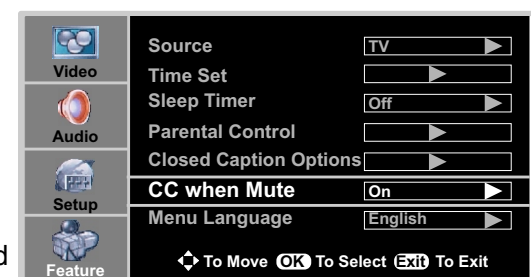 Video
Audio
Setup
Feature
Source TV
Time Set
Sleep Timer Off
Parental Control
Closed Caption Options
CC when Mute On
Menu Language English
To Move OK To Select Exit To Exit
d